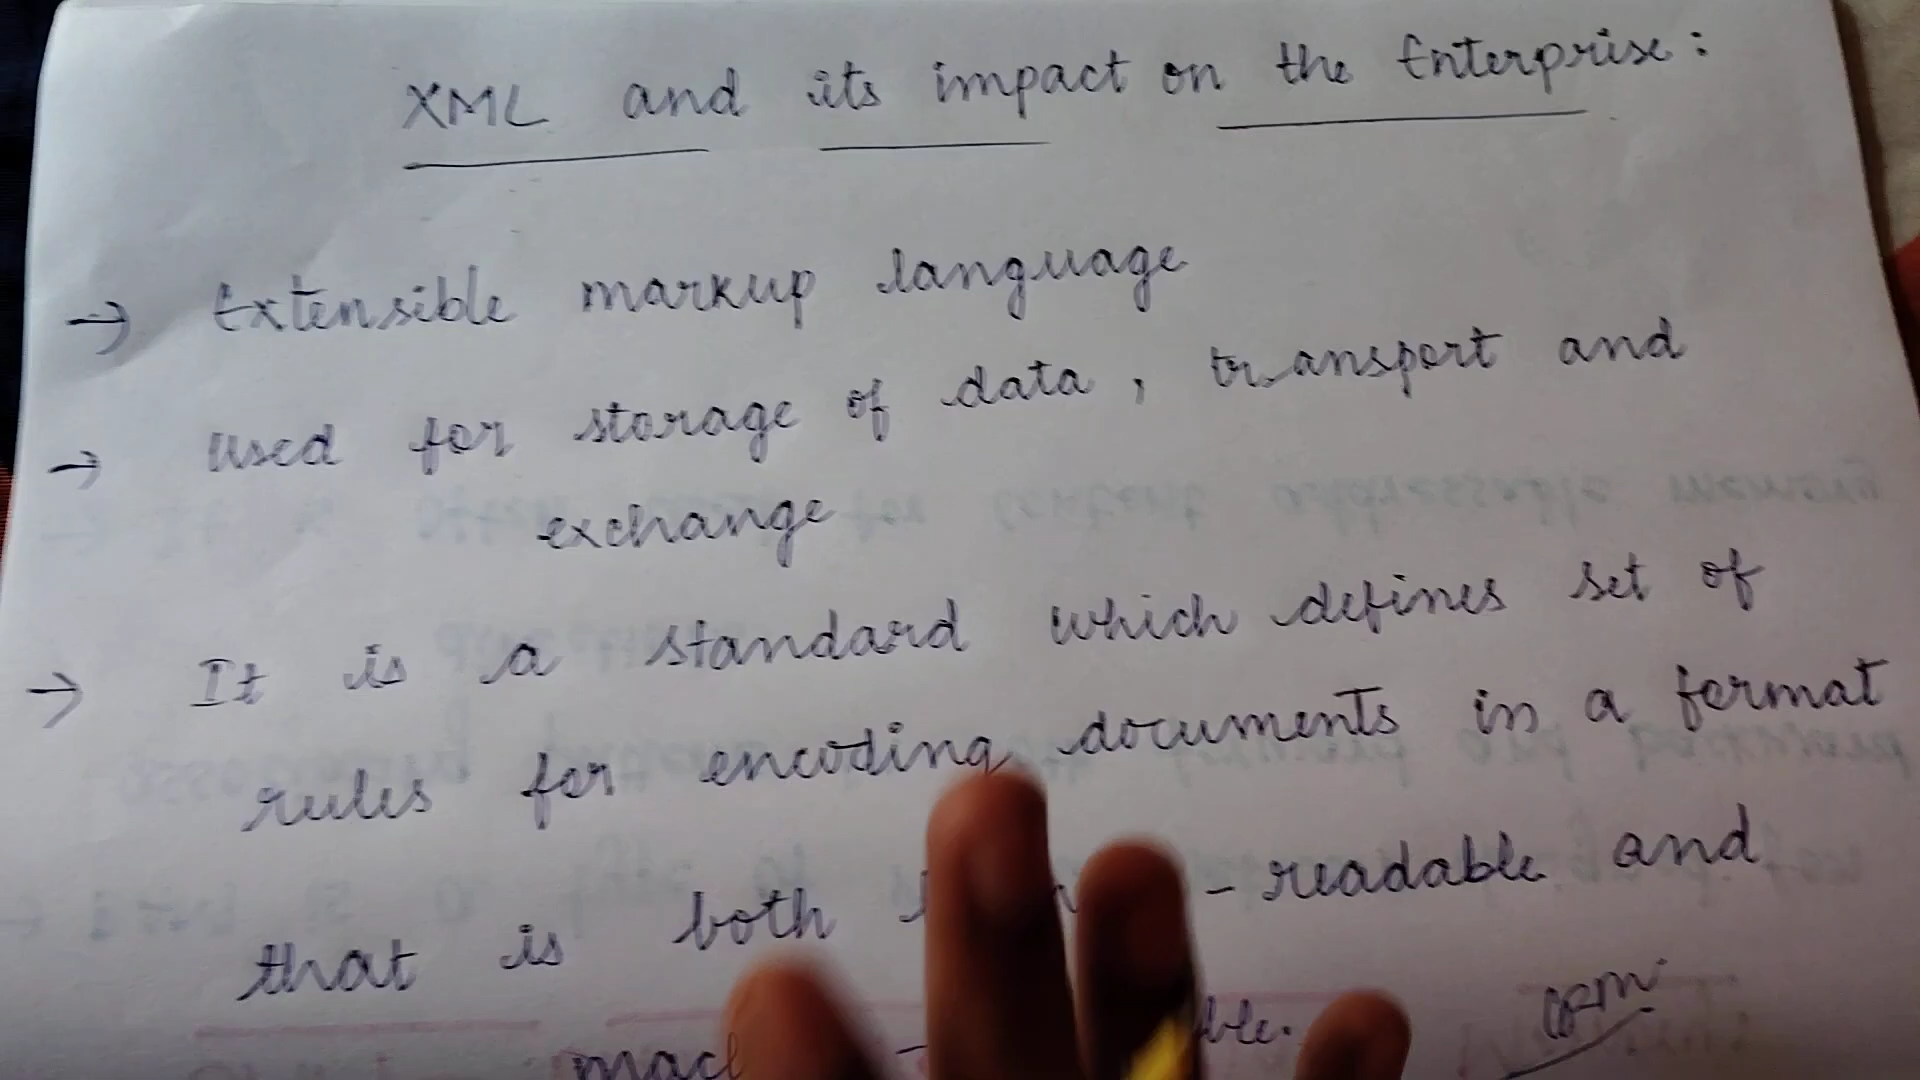 XML and its impact on the Enterprise:
→ Extensible markup language
→ used for storage of data, transport and
exchange
→ It is a standard which defines set of
rules for encoding documents in a format
that is both - readable and